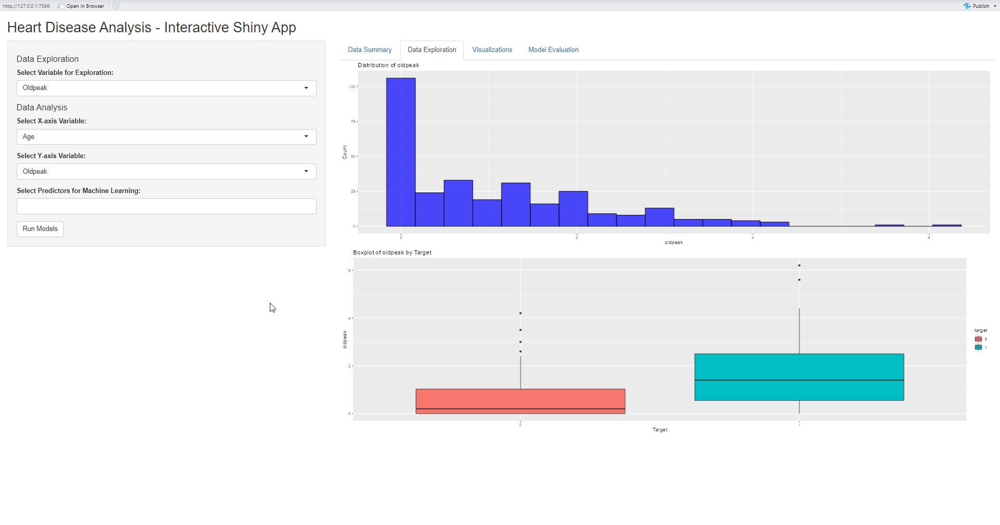 http://127.0.0.1:7596 Open in Browser Publish
Heart Disease Analysis - Interactive Shiny App
Data Exploration
Select Variable for Exploration:
Oldpeak
Data Analysis
Select X-axis Variable:
Age
Select Y-axis Variable:
Oldpeak
Select Predictors for Machine Learning:
Run Models
Data Summary Data Exploration Visualizations Model Evaluation
Distribution of oldpeak
Count
100
75
50
25
0
0 2 4 6
oldpeak
Boxplot of oldpeak by Target
oldpeak
6
4
2
0
0 1
Target
target
0
1